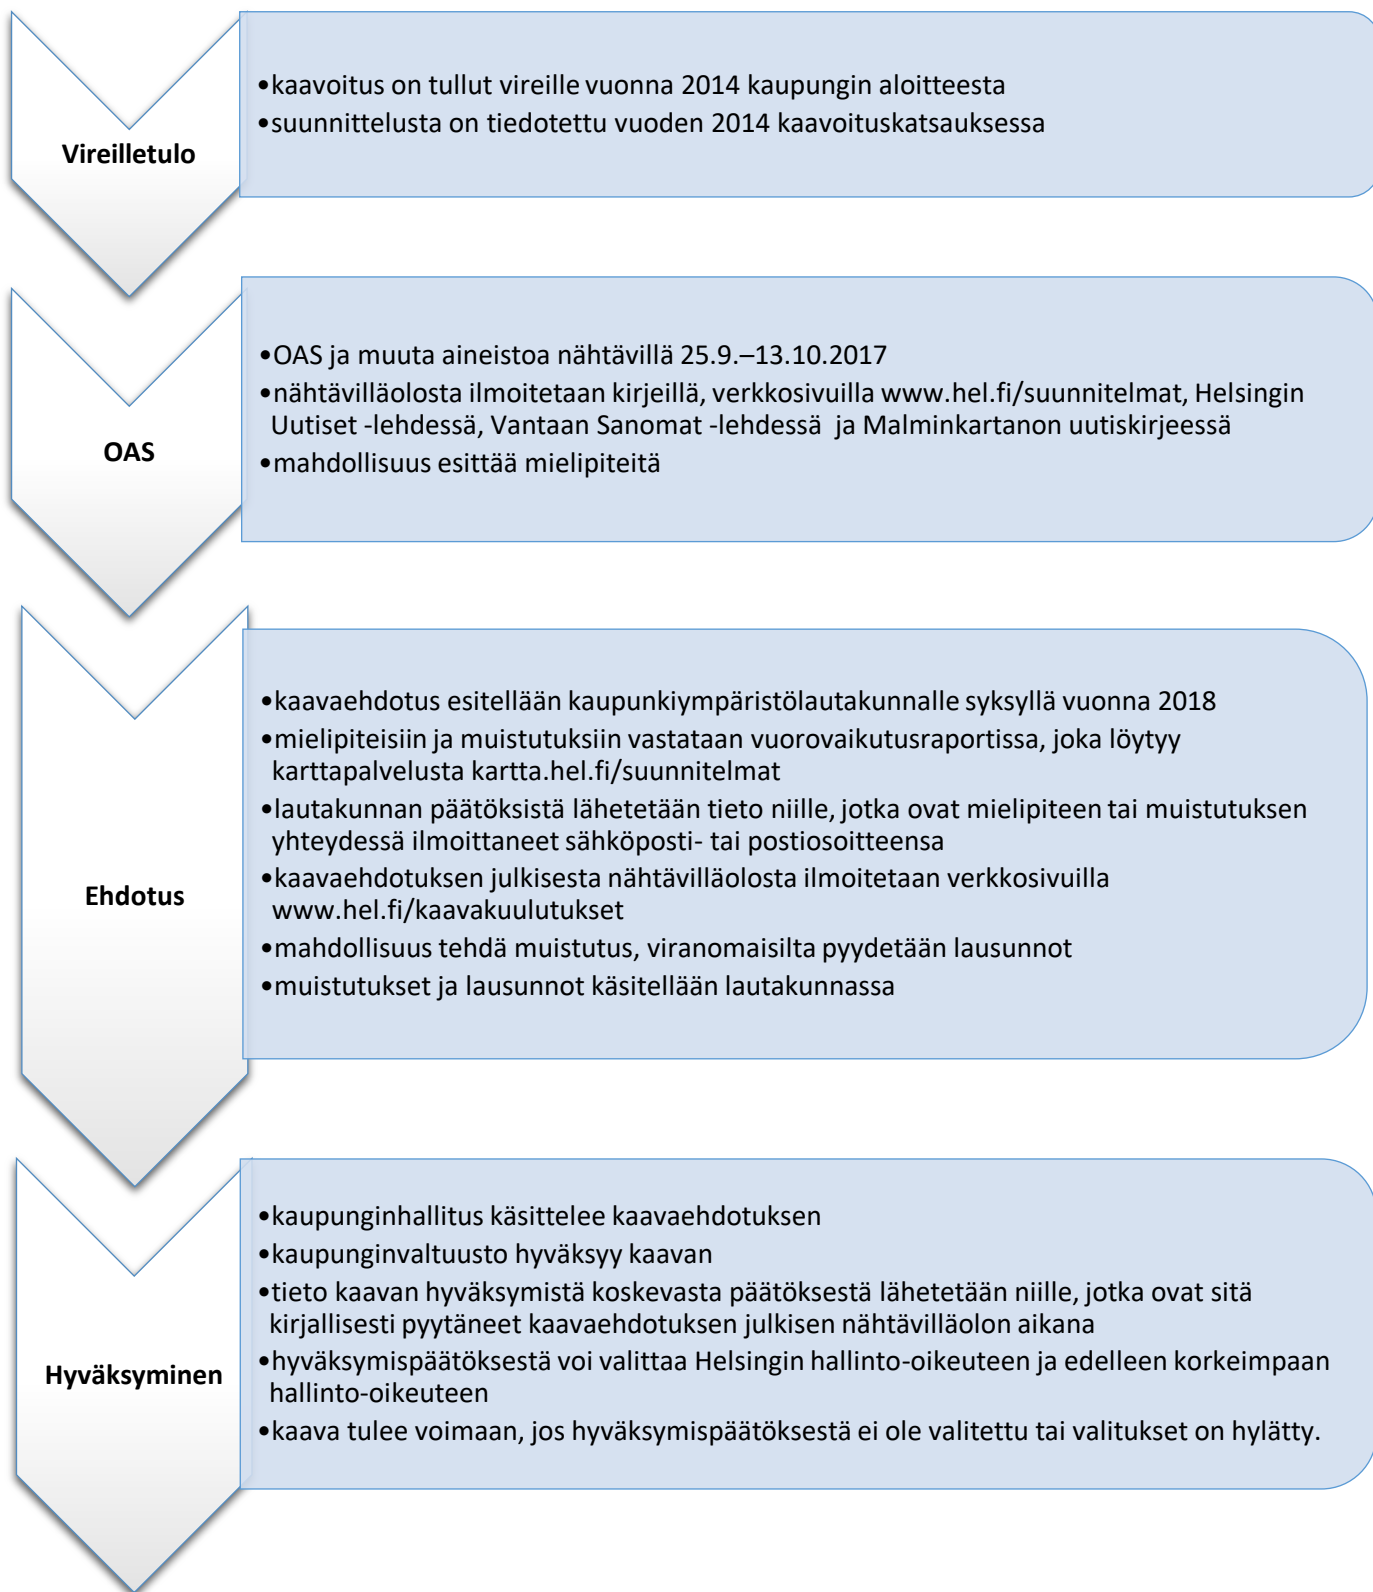 Vireilletulo
•kaavoitus on tullut vireille vuonna 2014 kaupungin aloitteesta
•suunnittelusta on tiedotettu vuoden 2014 kaavoituskatsauksessa
OAS
•OAS ja muuta aineistoa nähtävillä 25.9.–13.10.2017
•nähtävilläolosta ilmoitetaan kirjeillä, verkkosivuilla www.hel.fi/suunnitelmat, Helsingin
Uutiset -lehdessä, Vantaan Sanomat -lehdessä ja Malminkartanon uutiskirjeessä
•mahdollisuus esittää mielipiteitä
Ehdotus
•kaavaehdotus esitellään kaupunkiympäristölautakunnalle syksyllä vuonna 2018
•mielipiteisiin ja muistutuksiin vastataan vuorovaikutusraportissa, joka löytyy
karttapalvelusta kartta.hel.fi/suunnitelmat
•lautakunnan päätöksistä lähetetään tieto niille, jotka ovat mielipiteen tai muistutuksen
yhteydessä ilmoittaneet sähköposti- tai postiosoitteensa
•kaavaehdotuksen julkisesta nähtävilläolosta ilmoitetaan verkkosivuilla
www.hel.fi/kaavakuulutukset
•mahdollisuus tehdä muistutus, viranomaisilta pyydetään lausunnot
•muistutukset ja lausunnot käsitellään lautakunnassa
Hyväksyminen
•kaupunginhallitus käsittelee kaavaehdotuksen
•kaupunginvaltuusto hyväksyy kaavan
•tieto kaavan hyväksymistä koskevasta päätöksestä lähetetään niille, jotka ovat sitä
kirjallisesti pyytäneet kaavaehdotuksen julkisen nähtävilläolon aikana
•hyväksymispäätöksestä voi valittaa Helsingin hallinto-oikeuteen ja edelleen korkeimpaan
hallinto-oikeuteen
•kaava tulee voimaan, jos hyväksymispäätöksestä ei ole valitettu tai valitukset on hylätty.